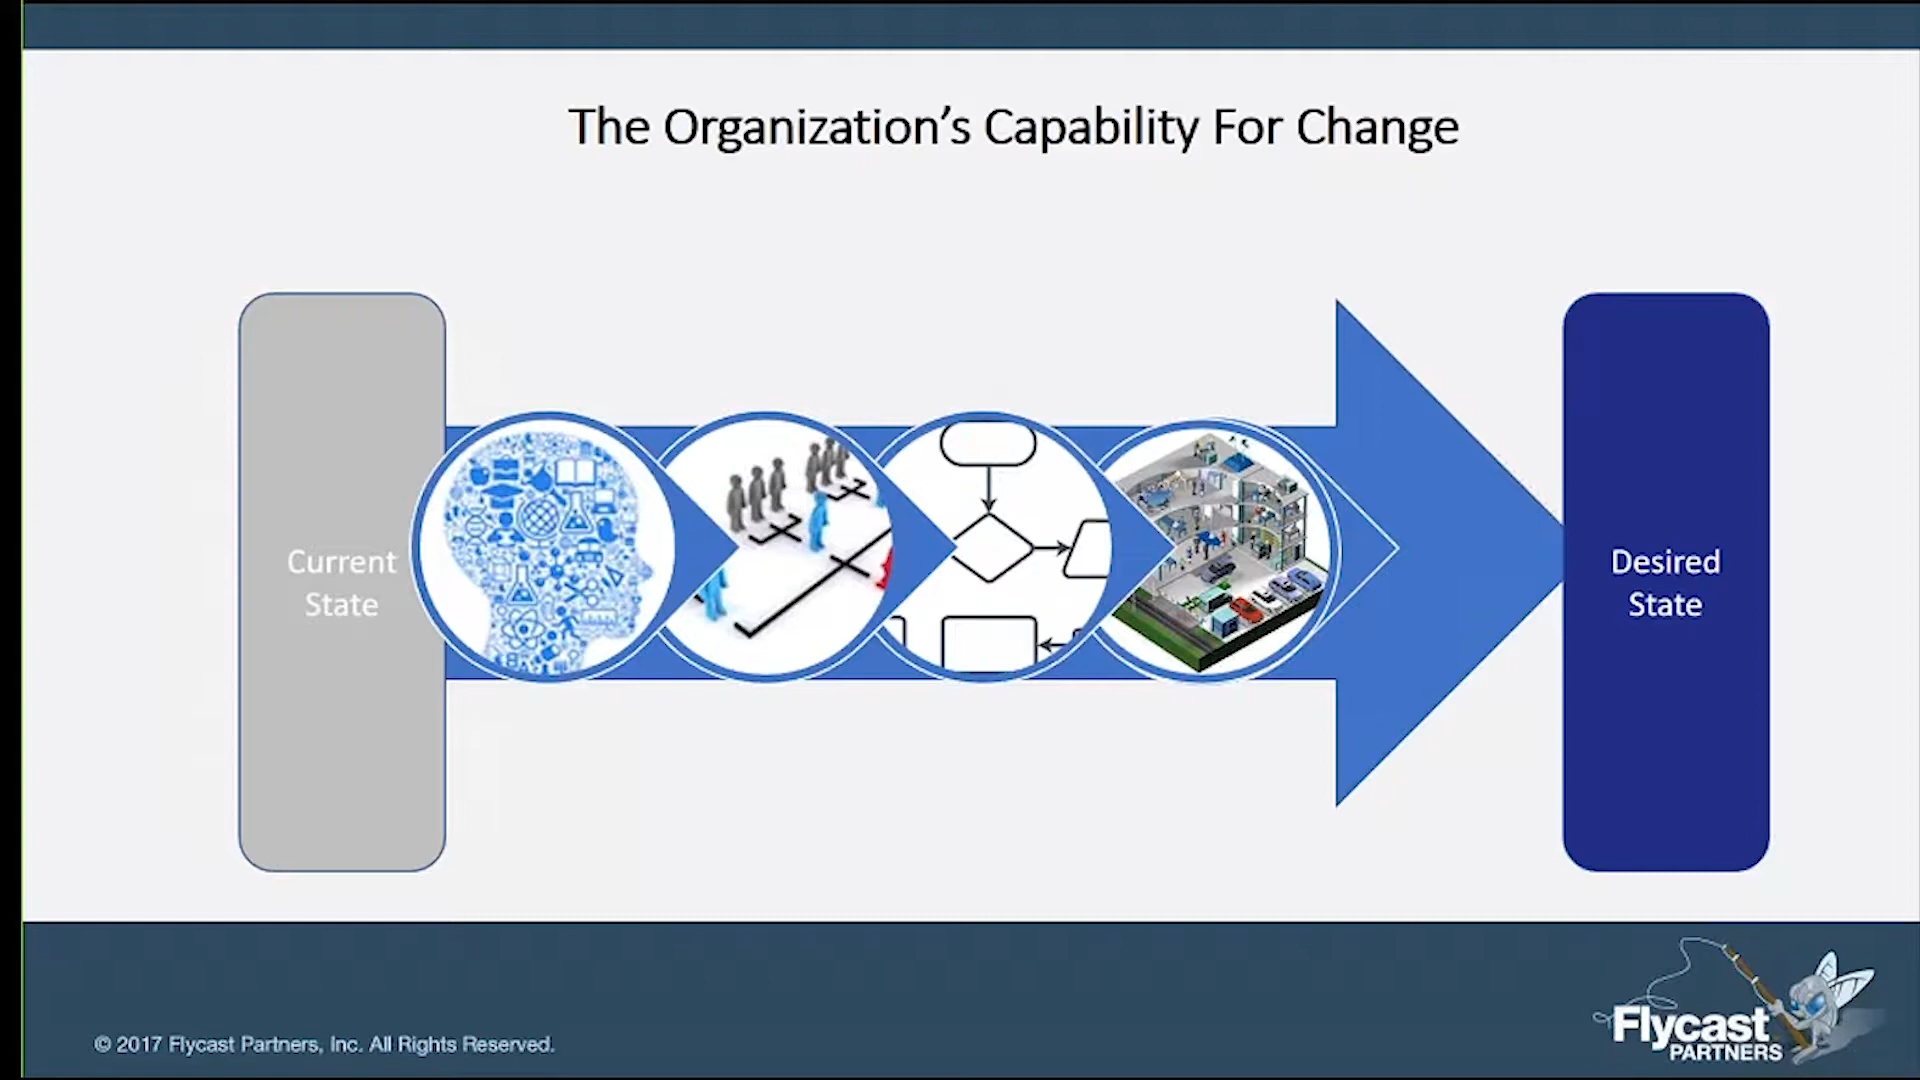 The Organization’s Capability For Change
Current
State
Desired
State
© 2017 Flycast Partners, Inc. All Rights Reserved.
Flycast
PARTNERS